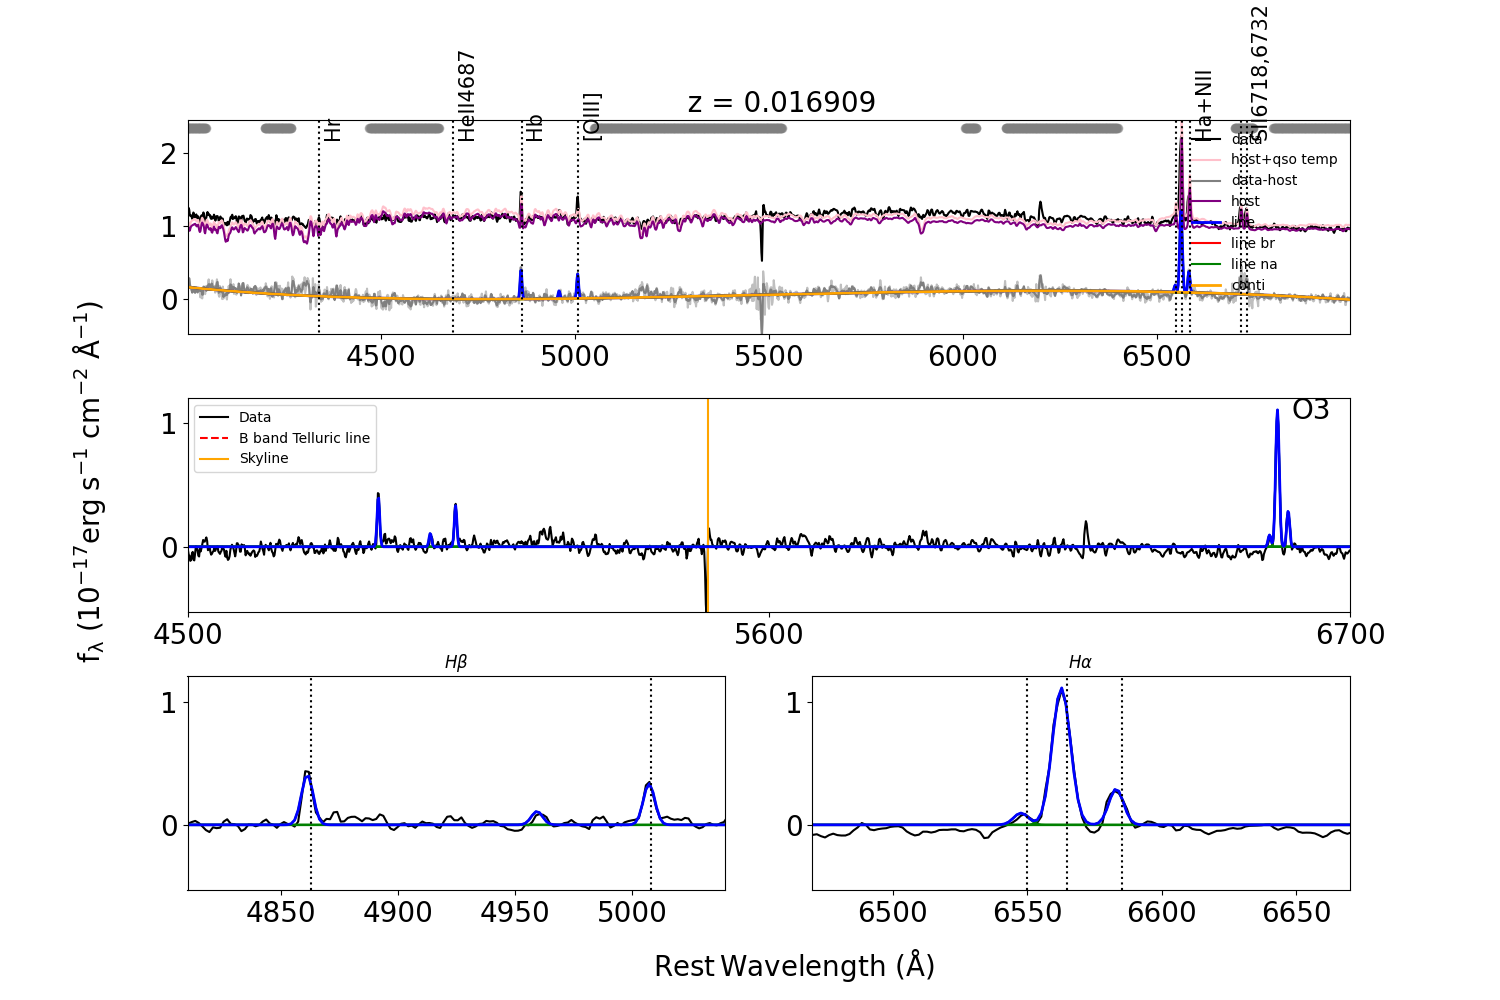 z = 0.016909
Hr
HeII4687
Hb
[OIII]
Ha+NII
SII6718,6732
data
host+qso temp
data-host
host
line
line br
line na
conti
2
1
0
4500 5000 5500 6000 6500
Data
B band Telluric line
Skyline
O3
1
0
4500 5600 6700
fλ (10−17erg s−1 cm−2 Å−1)
Hβ
1
0
4850 4900 4950 5000
Hα
1
0
6500 6550 6600 6650
Rest Wavelength (Å)